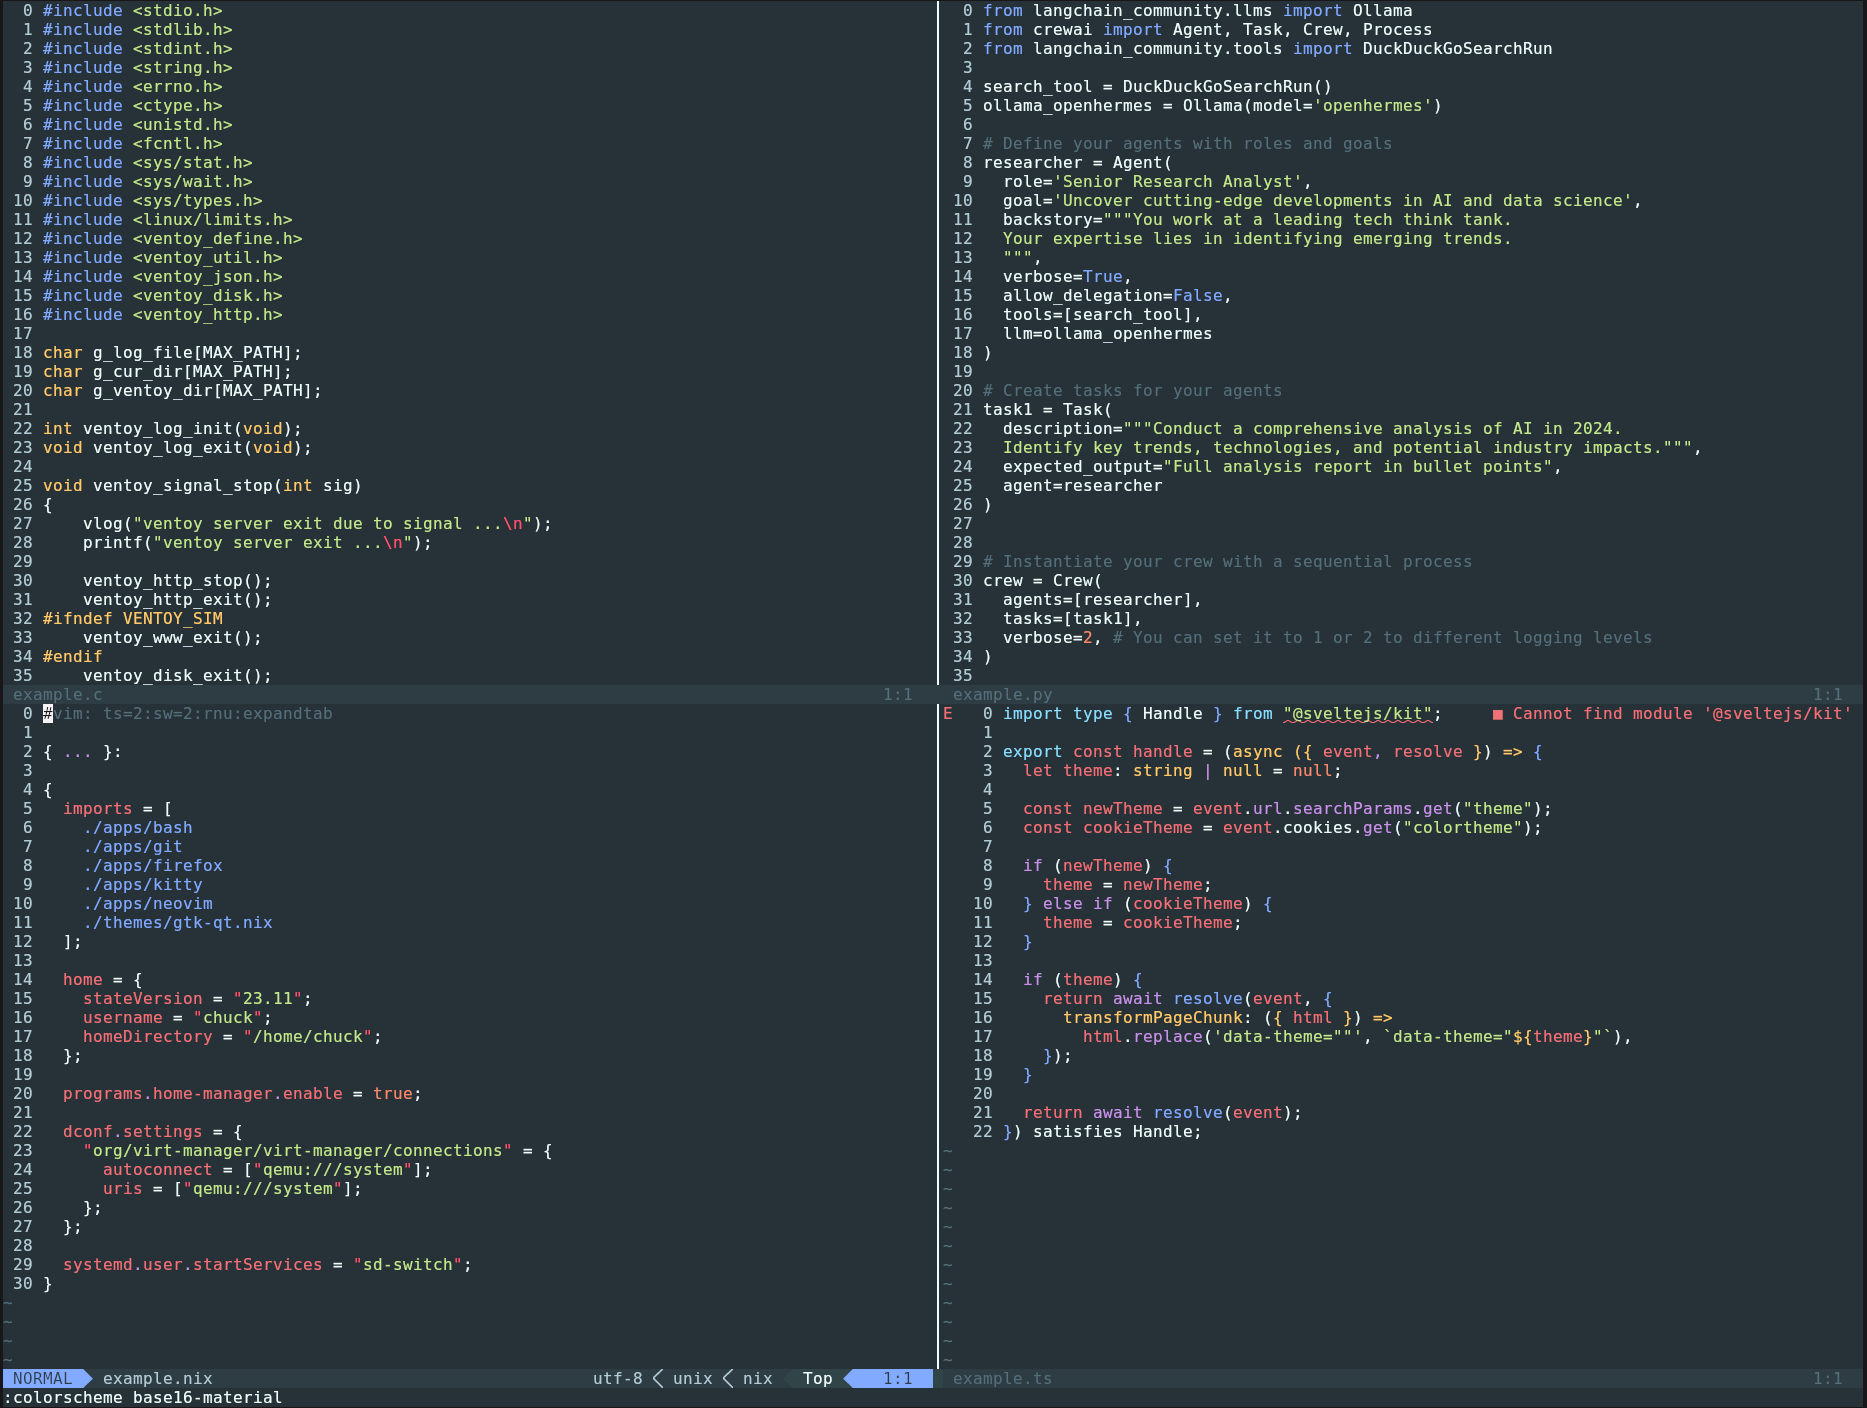 0 #include <stdio.h>
1 #include <stdlib.h>
2 #include <stdint.h>
3 #include <string.h>
4 #include <errno.h>
5 #include <ctype.h>
6 #include <unistd.h>
7 #include <fcntl.h>
8 #include <sys/stat.h>
9 #include <sys/wait.h>
10 #include <sys/types.h>
11 #include <linux/limits.h>
12 #include <ventoy_define.h>
13 #include <ventoy_util.h>
14 #include <ventoy_json.h>
15 #include <ventoy_disk.h>
16 #include <ventoy_http.h>
17
18 char g_log_file[MAX_PATH];
19 char g_cur_dir[MAX_PATH];
20 char g_ventoy_dir[MAX_PATH];
21
22 int ventoy_log_init(void);
23 void ventoy_log_exit(void);
24
25 void ventoy_signal_stop(int sig)
26 {
27     vlog("ventoy server exit due to signal ...\n");
28     printf("ventoy server exit ...\n");
29
30     ventoy_http_stop();
31     ventoy_http_exit();
32 #ifndef VENTOY_SIM
33     ventoy_www_exit();
34 #endif
35     ventoy_disk_exit();
example.c 1:1
0 from langchain_community.llms import Ollama
1 from crewai import Agent, Task, Crew, Process
2 from langchain_community.tools import DuckDuckGoSearchRun
3
4 search_tool = DuckDuckGoSearchRun()
5 ollama_openhermes = Ollama(model='openhermes')
6
7 # Define your agents with roles and goals
8 researcher = Agent(
9   role='Senior Research Analyst',
10   goal='Uncover cutting-edge developments in AI and data science',
11   backstory="""You work at a leading tech think tank.
12   Your expertise lies in identifying emerging trends.
13   """,
14   verbose=True,
15   allow_delegation=False,
16   tools=[search_tool],
17   llm=ollama_openhermes
18 )
19
20 # Create tasks for your agents
21 task1 = Task(
22   description="""Conduct a comprehensive analysis of AI in 2024.
23   Identify key trends, technologies, and potential industry impacts.""",
24   expected_output="Full analysis report in bullet points",
25   agent=researcher
26 )
27
28
29 # Instantiate your crew with a sequential process
30 crew = Crew(
31   agents=[researcher],
32   tasks=[task1],
33   verbose=2, # You can set it to 1 or 2 to different logging levels
34 )
35
example.py 1:1
0 #vim: ts=2:sw=2:rnu:expandtab
1
2 { ... }:
3
4 {
5   imports = [
6     ./apps/bash
7     ./apps/git
8     ./apps/firefox
9     ./apps/kitty
10     ./apps/neovim
11     ./themes/gtk-qt.nix
12   ];
13
14   home = {
15     stateVersion = "23.11";
16     username = "chuck";
17     homeDirectory = "/home/chuck";
18   };
19
20   programs.home-manager.enable = true;
21
22   dconf.settings = {
23     "org/virt-manager/virt-manager/connections" = {
24       autoconnect = ["qemu:///system"];
25       uris = ["qemu:///system"];
26     };
27   };
28
29   systemd.user.startServices = "sd-switch";
30 }
~
~
~
~
NORMAL example.nix utf-8 < unix < nix Top 1:1
E 0 import type { Handle } from "@sveltejs/kit"; ■ Cannot find module '@sveltejs/kit'
1
2 export const handle = (async ({ event, resolve }) => {
3   let theme: string | null = null;
4
5   const newTheme = event.url.searchParams.get("theme");
6   const cookieTheme = event.cookies.get("colortheme");
7
8   if (newTheme) {
9     theme = newTheme;
10   } else if (cookieTheme) {
11     theme = cookieTheme;
12   }
13
14   if (theme) {
15     return await resolve(event, {
16       transformPageChunk: ({ html }) =>
17         html.replace('data-theme=""', `data-theme="${theme}"`),
18     });
19   }
20
21   return await resolve(event);
22 }) satisfies Handle;
~
~
~
~
~
~
~
~
~
~
~
~
example.ts 1:1
:colorscheme base16-material